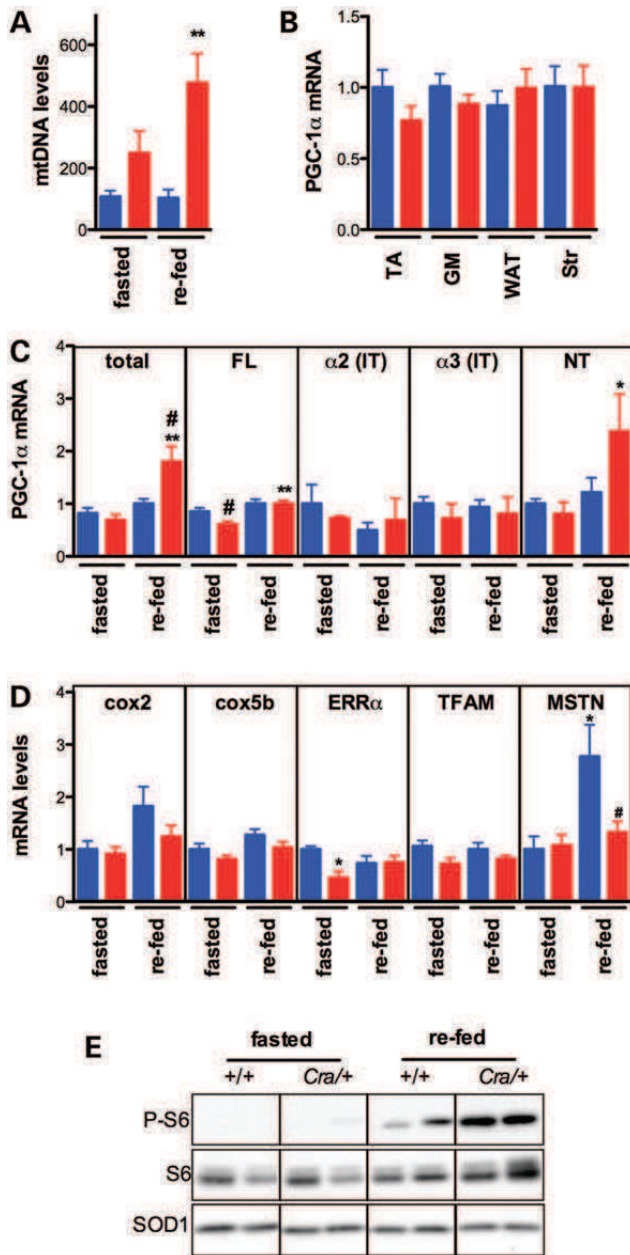 A
mtDNA levels
600
400
200
0
**
fasted
re-fed
B
PGC-1α mRNA
1.5
1.0
0.5
0.0
TA
GM
WAT
Str
C
PGC-1α mRNA
4
3
2
1
0
total
FL
α2 (IT)
α3 (IT)
NT
#
**
#
**
*
fasted
re-fed
fasted
re-fed
fasted
re-fed
fasted
re-fed
fasted
re-fed
D
mRNA levels
4
3
2
1
0
cox2
cox5b
ERRα
TFAM
MSTN
*
*
#
fasted
re-fed
fasted
re-fed
fasted
re-fed
fasted
re-fed
fasted
re-fed
E
fasted
re-fed
+/+
Cra/+
+/+
Cra/+
P-S6
S6
SOD1